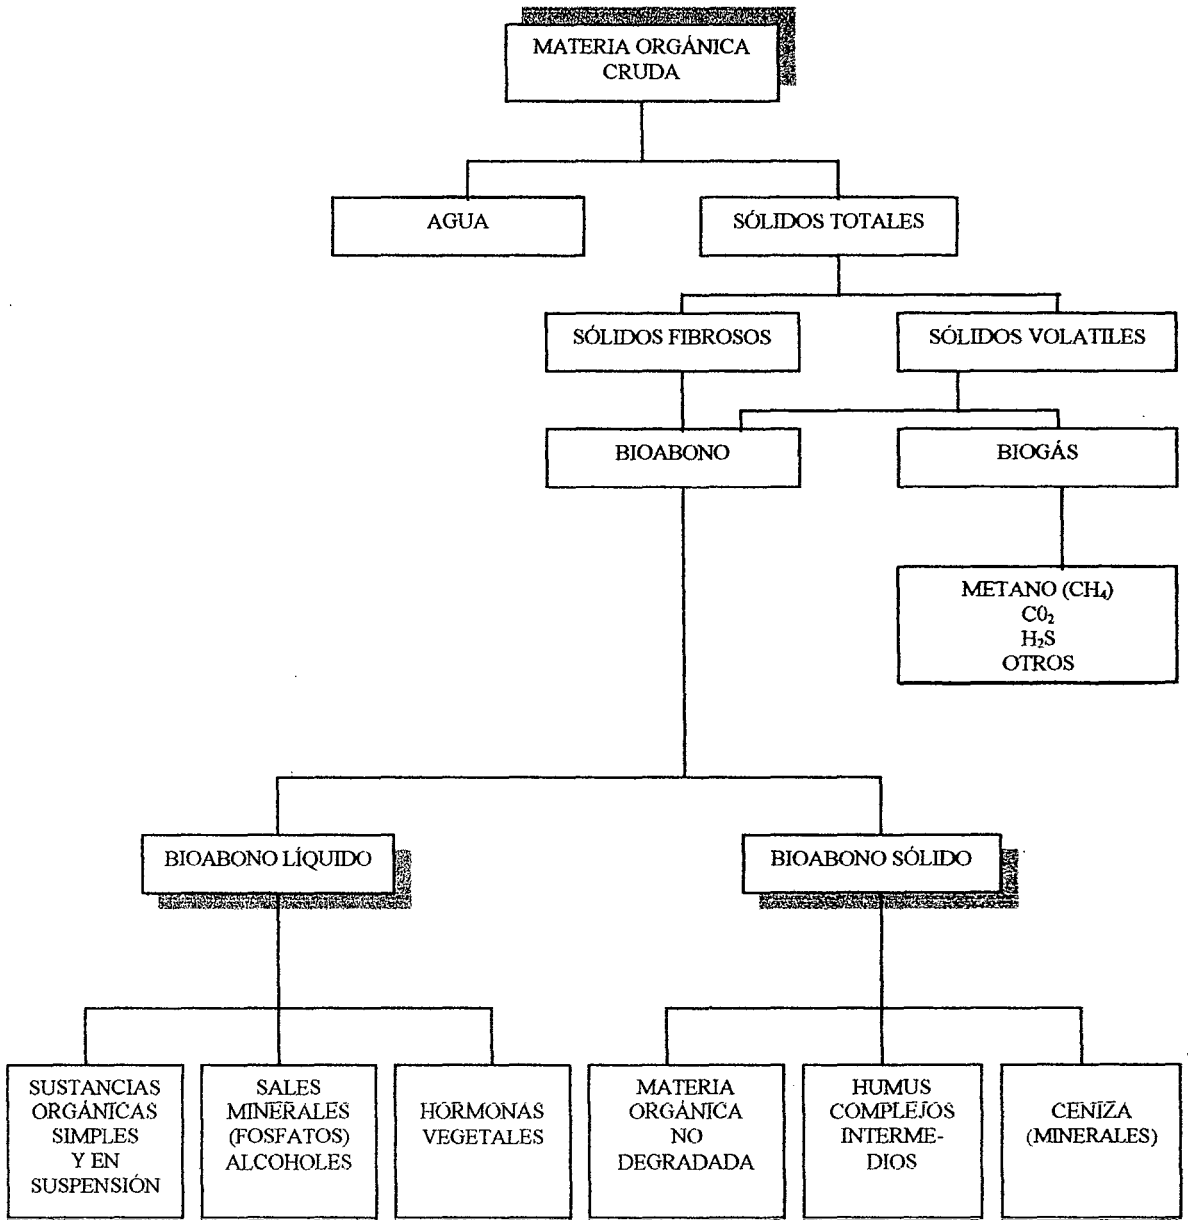 MATERIA ORGÁNICA
CRUDA
AGUA
SÓLIDOS TOTALES
SÓLIDOS FIBROSOS
SÓLIDOS VOLATILES
BIOABONO
BIOGÁS
METANO (CH₄)
C0₂
H₂S
OTROS
BIOABONO LÍQUIDO
BIOABONO SÓLIDO
SUSTANCIAS
ORGÁNICAS
SIMPLES
Y EN
SUSPENSIÓN
SALES
MINERALES
(FOSFATOS)
ALCOHOLES
HORMONAS
VEGETALES
MATERIA
ORGÁNICA
NO
DEGRADADA
HUMUS
COMPLEJOS
INTERME-
DIOS
CENIZA
(MINERALES)